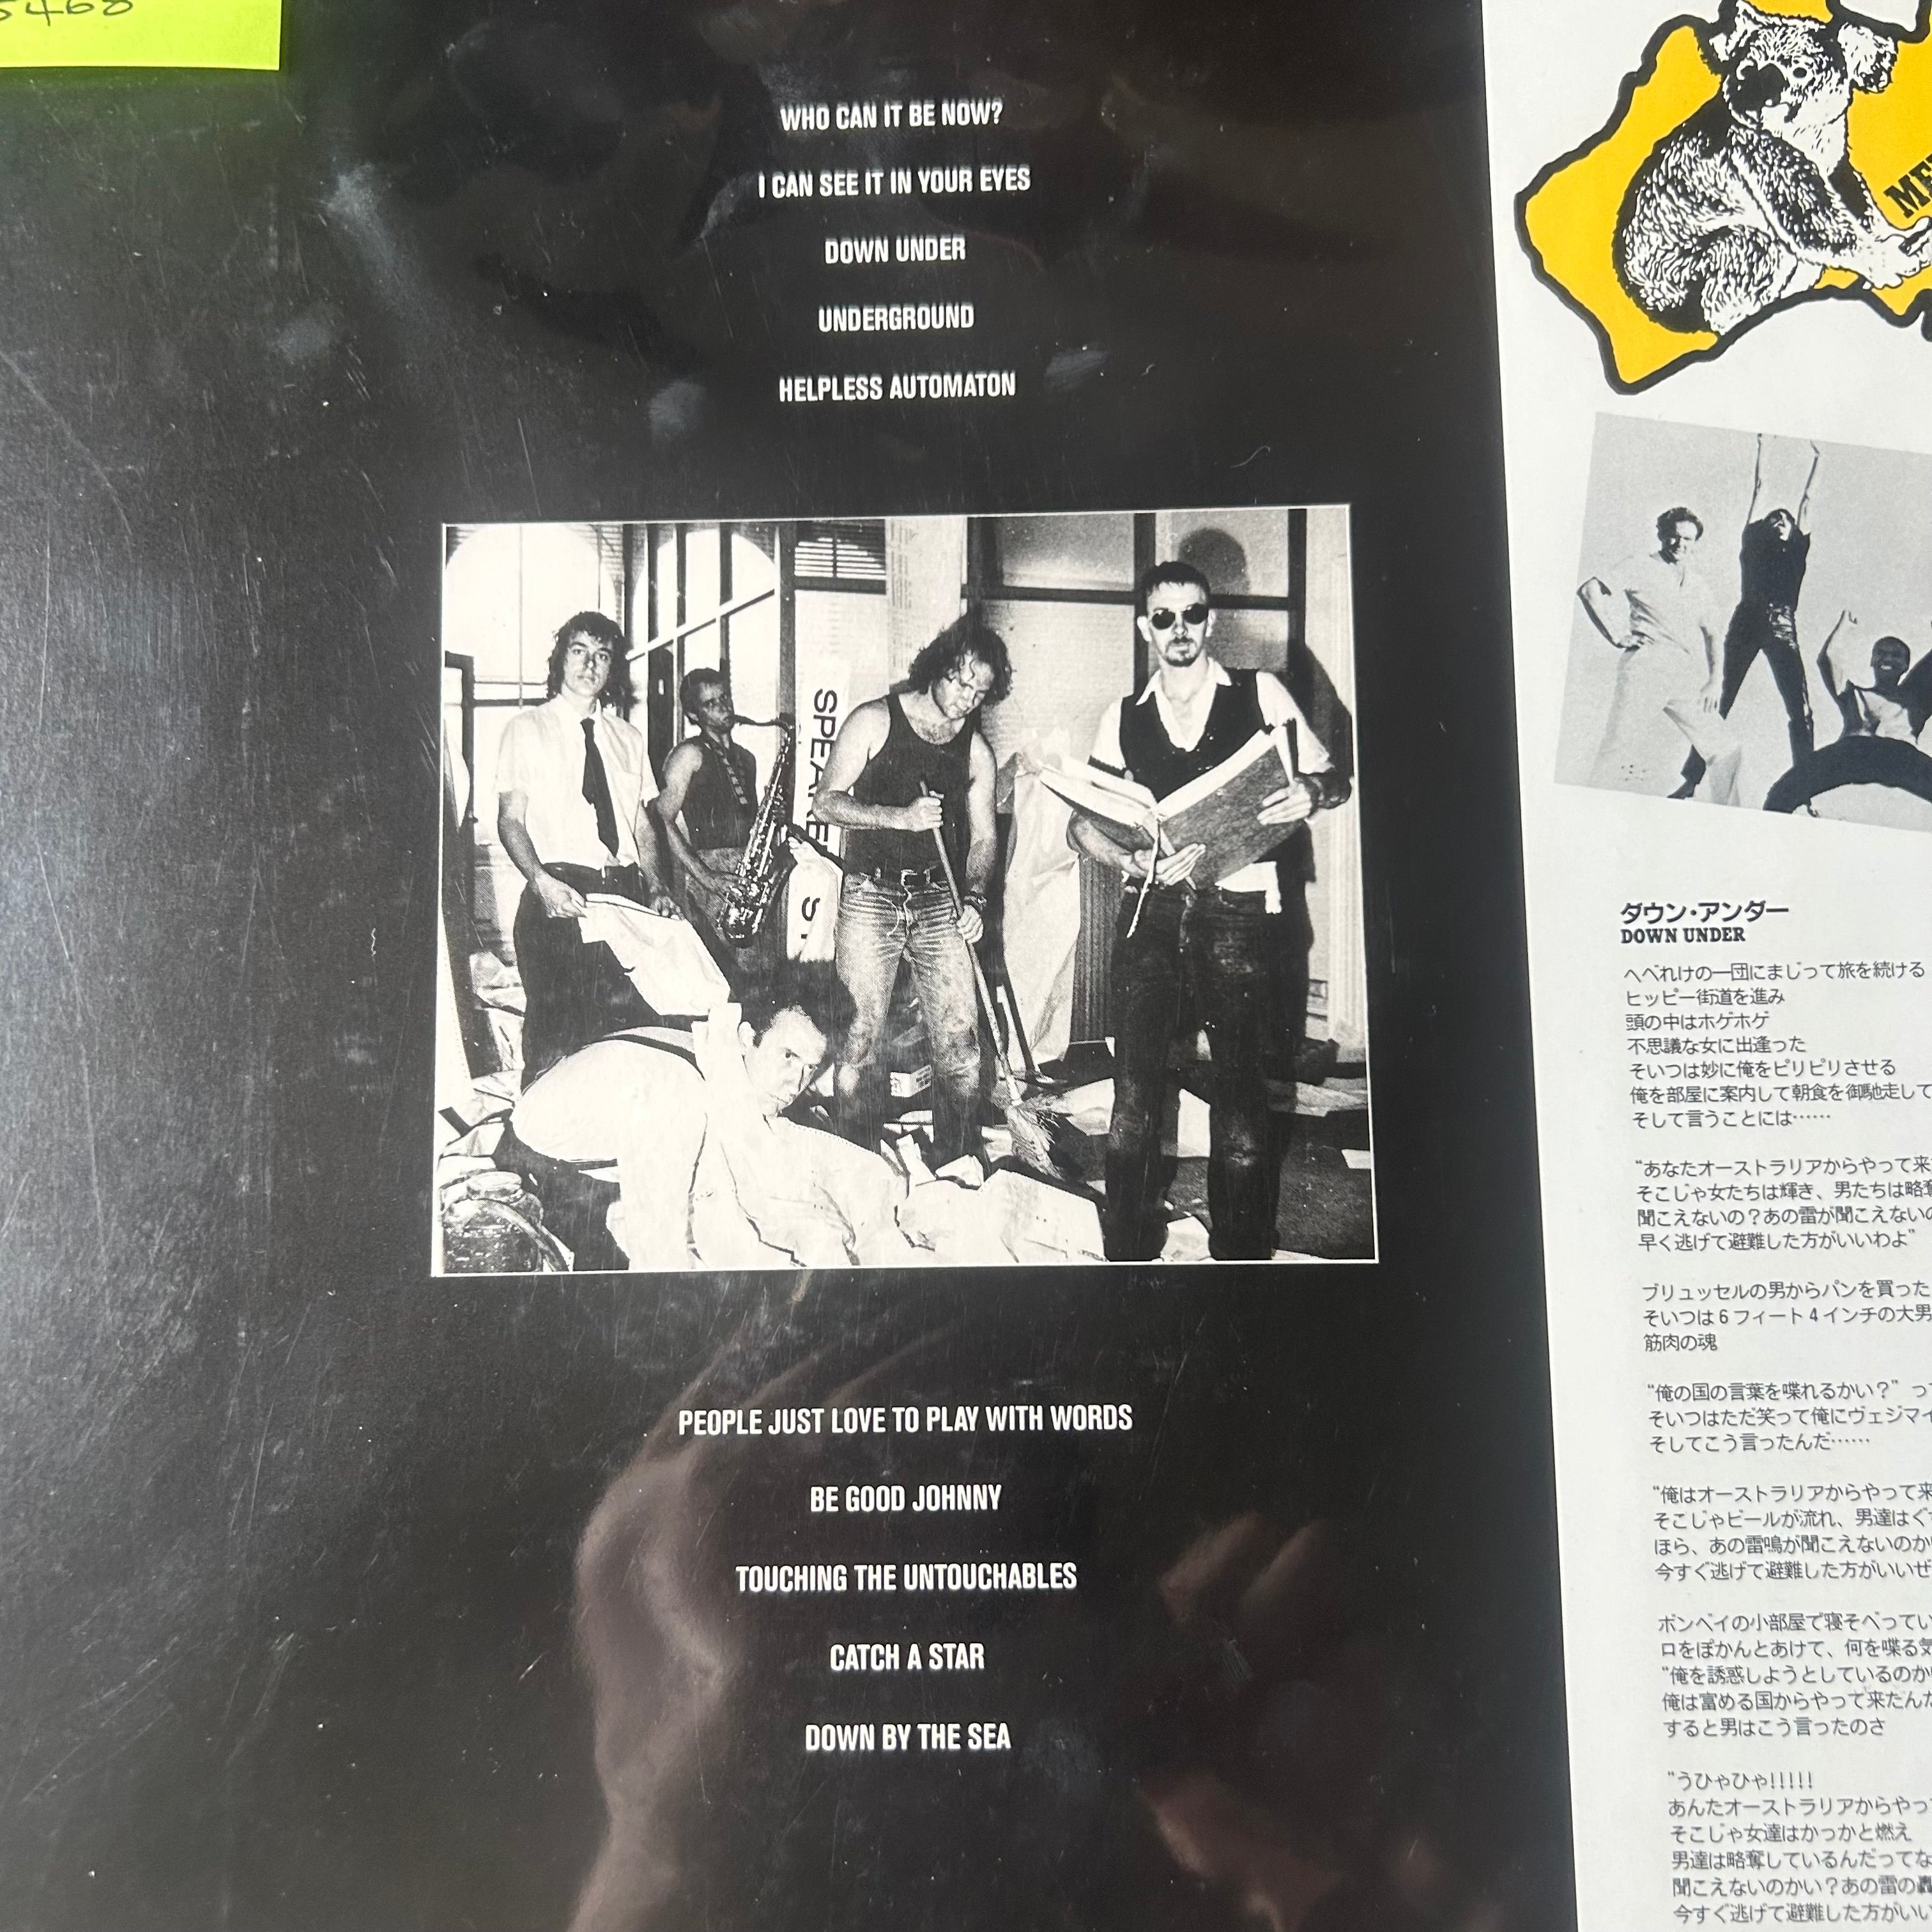 5468
WHO CAN IT BE NOW?
I CAN SEE IT IN YOUR EYES
DOWN UNDER
UNDERGROUND
HELPLESS AUTOMATON
PEOPLE JUST LOVE TO PLAY WITH WORDS
BE GOOD JOHNNY
TOUCHING THE UNTOUCHABLES
CATCH A STAR
DOWN BY THE SEA
ダウン・アンダー
DOWN UNDER
へべれけの一団にまじって旅を続ける
ヒッピー街道を進み
頭の中はホゲホゲ
不思議な女に出逢った
そいつは妙に俺をピリピリさせる
俺を部屋に案内して朝食を御馳走して
そして言うことには……
“あなたオーストラリアからやって来
そこじゃ女たちは輝き、男たちは略奪
聞こえないの？あの雷が聞こえないの
早く逃げて避難した方がいいわよ”
ブリュッセルの男からパンを買った
そいつは6フィート4インチの大男
筋肉の魂
“俺の国の言葉を喋れるかい？”って
そいつはただ笑って俺にヴェジマイ
そしてこう言ったんだ……
“俺はオーストラリアからやって来
そこじゃビールが流れ、男達はぐ
ほら、あの雷鳴が聞こえないのか
今すぐ逃げて避難した方がいいぜ
ボンベイの小部屋で寝そべってい
口をぽかんとあけて、何を喋る気
“俺を誘惑しようとしているのか
俺は富める国からやって来たんだ
すると男はこう言ったのさ
“うひゃひゃ!!!!!
あんたオーストラリアからやっ
そこじゃ女達はかっかと燃え
男達は略奪しているんだってな
聞こえないのかい？あの雷の轟
今すぐ逃げて避難した方がいい